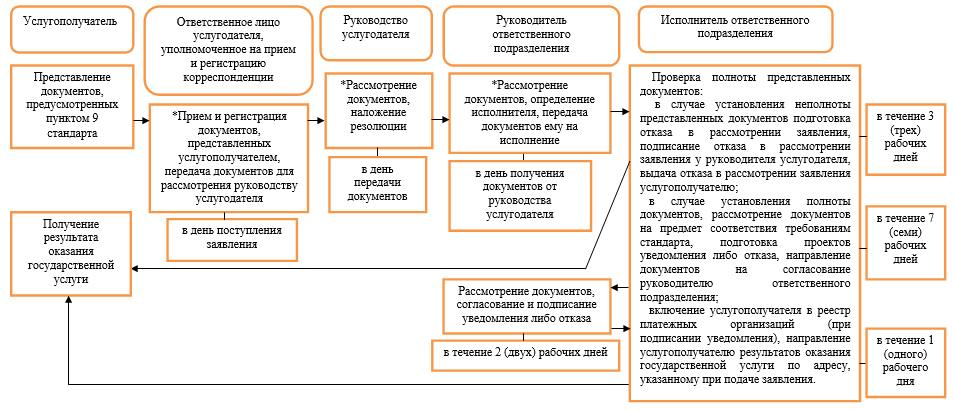 Услугополучатель
Ответственное лицо
услугодателя,
уполномоченное на прием
и регистрацию
корреспонденции
Руководство
услугодателя
Руководитель
ответственного
подразделения
Исполнитель ответственного
подразделения
Представление
документов,
предусмотренных
пунктом 9
стандарта
*Прием и регистрация
документов,
представленных
услугополучателем,
передача документов для
рассмотрения руководству
услугодателя
в день поступления
заявления
*Рассмотрение
документов,
наложение
резолюции
в день
передачи
документов
*Рассмотрение
документов, определение
исполнителя, передача
документов ему на
исполнение
в день получения
документов от
руководства
услугодателя
Проверка полноты представленных
документов:
в случае установления неполноты
представленных документов подготовка
отказа в рассмотрении заявления,
подписание отказа в рассмотрении
заявления у руководителя услугодателя,
выдача отказа в рассмотрении заявления
услугополучателю;
в случае установления полноты
документов, рассмотрение документов
на предмет соответствия требованиям
стандарта, подготовка проектов
уведомления либо отказа, направление
документов на согласование
руководителю ответственного
подразделения;
включение услугополучателя в реестр
платежных организаций (при
подписании уведомления), направление
услугополучателю результатов оказания
государственной услуги по адресу,
указанному при подаче заявления.
в течение 3
(трех)
рабочих
дней
в течение 7
(семи)
рабочих
дней
в течение 1
(одного)
рабочего
дня
Получение
результата
оказания
государственной
услуги
Рассмотрение документов,
согласование и подписание
уведомления либо отказа
в течение 2 (двух) рабочих дней